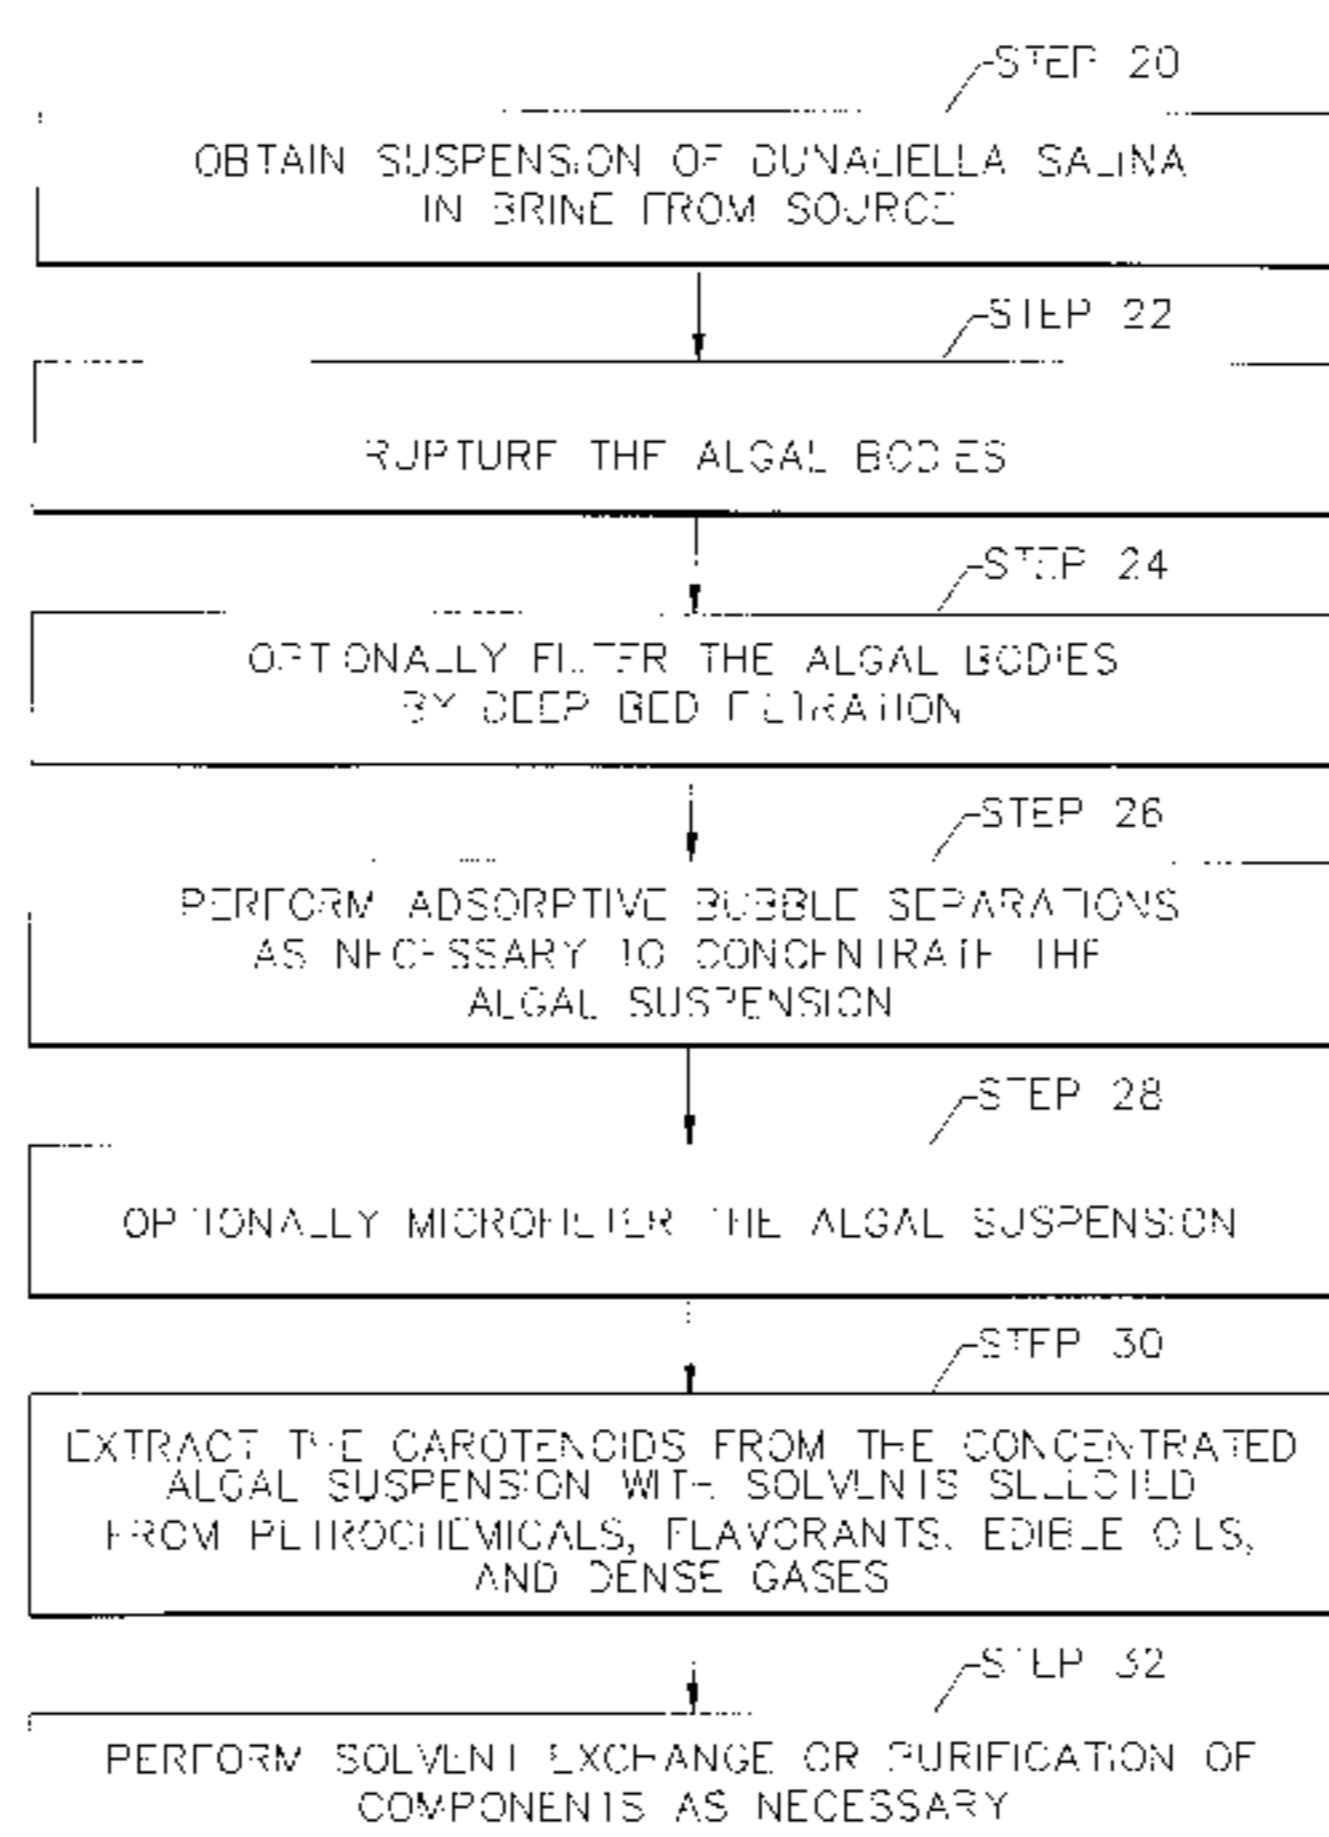 STEP 20
OBTAIN SUSPENSION OF DUNALIELLA SALINA
IN BRINE FROM SOURCE
STEP 22
RUPTURE THE ALGAL BODIES
STEP 24
OPTIONALLY FILTER THE ALGAL BODIES
BY DEEP BED FILTRATION
STEP 26
PERFORM ADSORPTIVE BUBBLE SEPARATIONS
AS NECESSARY TO CONCENTRATE THE
ALGAL SUSPENSION
STEP 28
OPTIONALLY MICROFILTER THE ALGAL SUSPENSION
STEP 30
EXTRACT THE CAROTENOIDS FROM THE CONCENTRATED
ALGAL SUSPENSION WITH SOLVENTS SELECTED
FROM PETROCHEMICALS, FLAVORANTS, EDIBLE OILS,
AND DENSE GASES
STEP 32
PERFORM SOLVENT EXCHANGE OR PURIFICATION OF
COMPONENTS AS NECESSARY